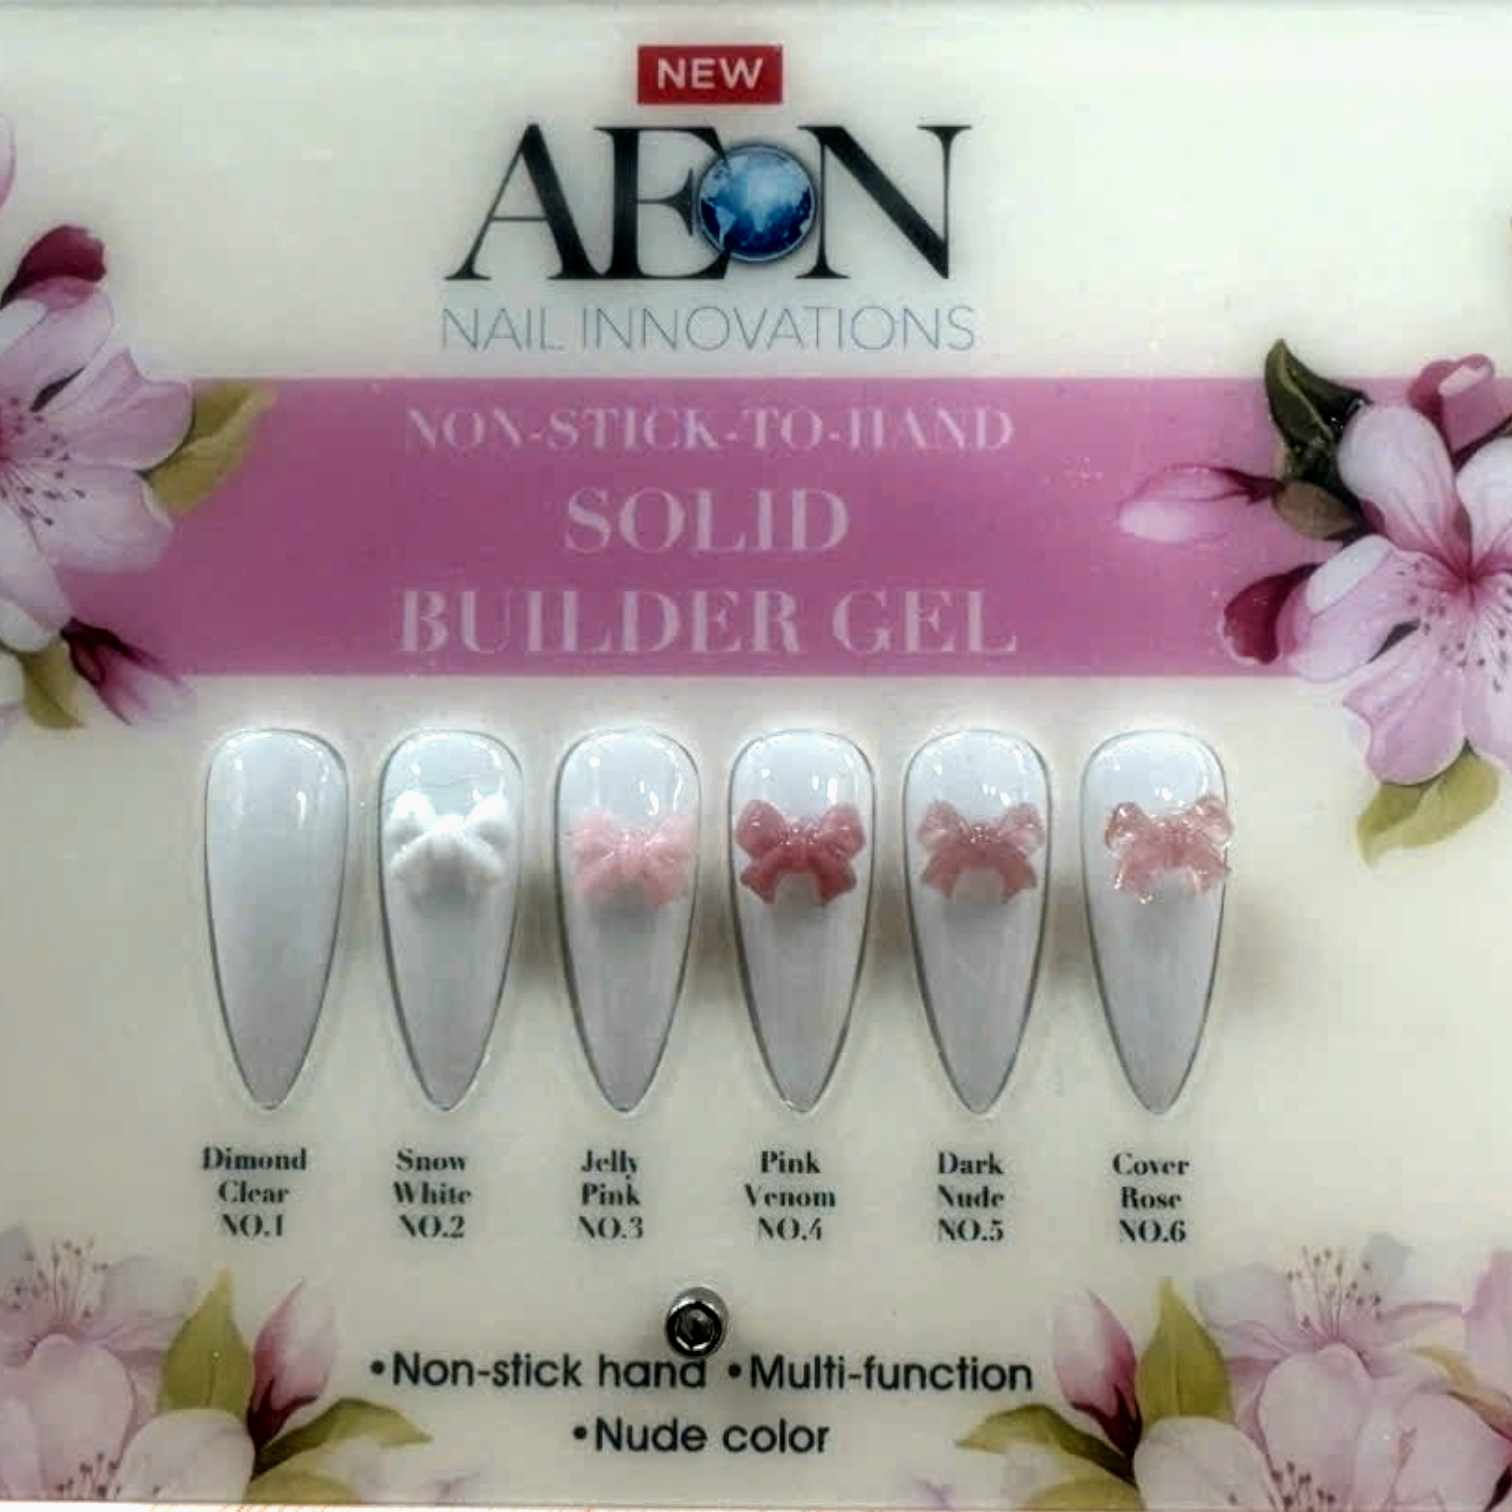 NEW
AEON
NAIL INNOVATIONS
NON-STICK-TO-HAND
SOLID
BUILDER GEL
Dimond Clear NO.1
Snow White NO.2
Jelly Pink NO.3
Pink Venom NO.4
Dark Nude NO.5
Cover Rose NO.6
•Non-stick hand •Multi-function
•Nude color